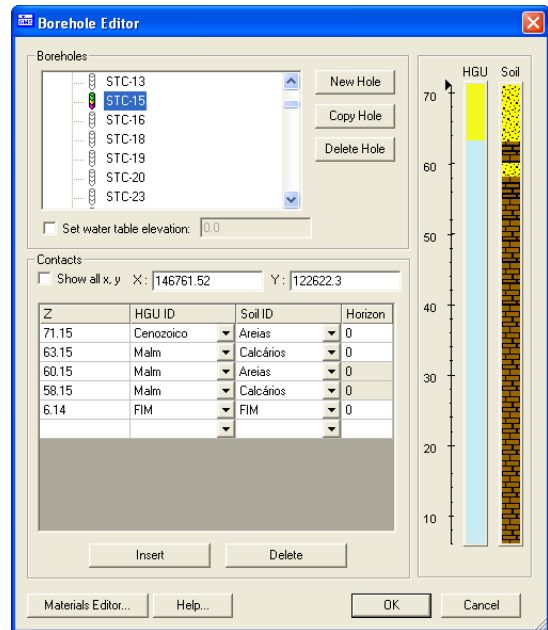 GMS Borehole Editor
Boreholes
STC-13
STC-15
STC-16
STC-18
STC-19
STC-20
STC-23
New Hole
Copy Hole
Delete Hole
Set water table elevation: 0.0
Contacts
Show all x, y X: 146761.52 Y: 122622.3
Z HGU ID Soil ID Horizon
71.15 Cenozoico Areias 0
63.15 Malm Calcários 0
60.15 Malm Areias 0
58.15 Malm Calcários 0
6.14 FIM FIM 0
Insert Delete
HGU Soil
70
60
50
40
30
20
10
Materials Editor... Help... OK Cancel